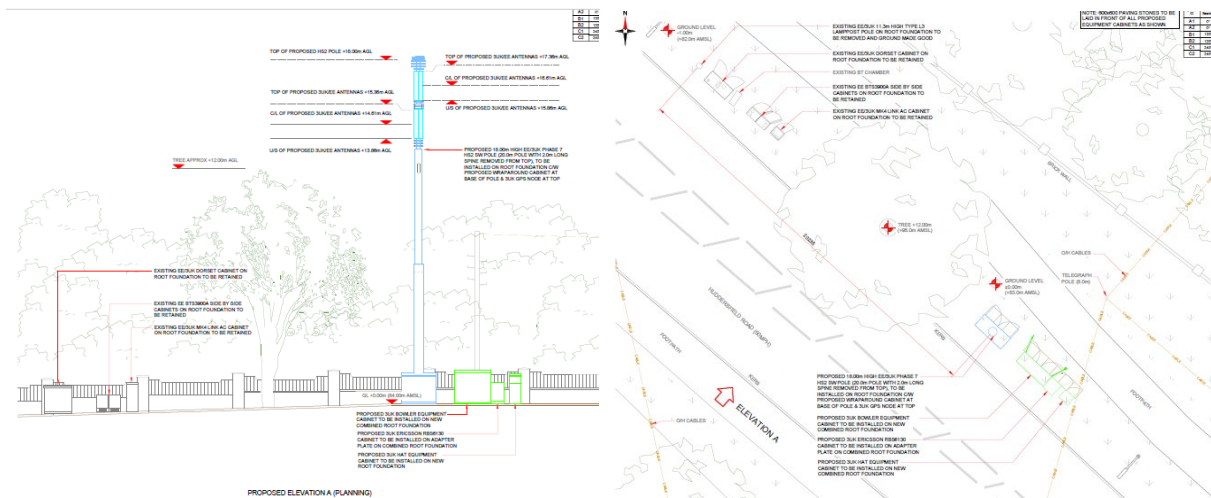 A2
B1
B2
C1
C2
TOP OF PROPOSED HS2 POLE +18.00m AGL
TOP OF PROPOSED 3UK/EE ANTENNAS +17.36m AGL
C/L OF PROPOSED 3UK/EE ANTENNAS +16.61m AGL
TOP OF PROPOSED 3UK/EE ANTENNAS +15.36m AGL
U/S OF PROPOSED 3UK/EE ANTENNAS +15.86m AGL
C/L OF PROPOSED 3UK/EE ANTENNAS +14.61m AGL
U/S OF PROPOSED 3UK/EE ANTENNAS +13.86m AGL
PROPOSED 18.00m HIGH EE/3UK PHASE 7
HS2 SW POLE (20.0m POLE WITH 2.0m LONG
SPINE REMOVED FROM TOP), TO BE
INSTALLED ON ROOT FOUNDATION C/W
PROPOSED WRAPAROUND CABINET AT
BASE OF POLE & 3UK GPS NODE AT TOP
TREE APPROX +12.00m AGL
EXISTING EE/3UK DORSET CABINET ON
ROOT FOUNDATION TO BE RETAINED
EXISTING EE BTS3900A SIDE BY SIDE
CABINETS ON ROOT FOUNDATION TO
BE RETAINED
EXISTING EE/3UK MK4 LINK AC CABINET
ON ROOT FOUNDATION TO BE RETAINED
PROPOSED 3UK BOWLER EQUIPMENT
CABINET TO BE INSTALLED ON NEW
COMBINED ROOT FOUNDATION
PROPOSED 3UK ERICSSON RBS6130
CABINET TO BE INSTALLED ON ADAPTER
PLATE ON COMBINED ROOT FOUNDATION
PROPOSED 3UK HAT EQUIPMENT
CABINET TO BE INSTALLED ON NEW
ROOT FOUNDATION
PROPOSED ELEVATION A (PLANNING)
N
GROUND LEVEL
-1.00m
EXISTING EE/3UK 11.3m HIGH TYPE L3
LAMPPOST POLE ON ROOT FOUNDATION TO
BE REMOVED AND GROUND MADE GOOD
EXISTING EE/3UK DORSET CABINET ON
ROOT FOUNDATION TO BE RETAINED
EXISTING BT CHAMBER
EXISTING EE BTS3900A SIDE BY SIDE
CABINETS ON ROOT FOUNDATION TO
BE RETAINED
EXISTING EE/3UK MK4 LINK AC CABINET
ON ROOT FOUNDATION TO BE RETAINED
NOTE: 600x600 PAVING STONES TO BE
LAID IN FRONT OF ALL PROPOSED
EQUIPMENT CABINETS AS SHOWN
A1
A2
B1
B2
C1
C2
BRICK WALL
TREE +12.00m
O/H CABLES
TELEGRAPH
POLE (8.0m)
GROUND LEVEL
±0.00m
HUDDERSFIELD ROAD (50MPH)
KERB
FOOTPATH
KERB
FOOTPATH
ELEVATION A
O/H CABLES
PROPOSED 18.00m HIGH EE/3UK PHASE 7
HS2 SW POLE (20.0m POLE WITH 2.0m LONG
SPINE REMOVED FROM TOP), TO BE
INSTALLED ON ROOT FOUNDATION C/W
PROPOSED WRAPAROUND CABINET AT
BASE OF POLE & 3UK GPS NODE AT TOP
PROPOSED 3UK BOWLER EQUIPMENT
CABINET TO BE INSTALLED ON NEW
COMBINED ROOT FOUNDATION
PROPOSED 3UK ERICSSON RBS6130
CABINET TO BE INSTALLED ON ADAPTER
PLATE ON COMBINED ROOT FOUNDATION
PROPOSED 3UK HAT EQUIPMENT
CABINET TO BE INSTALLED ON NEW
COMBINED ROOT FOUNDATION